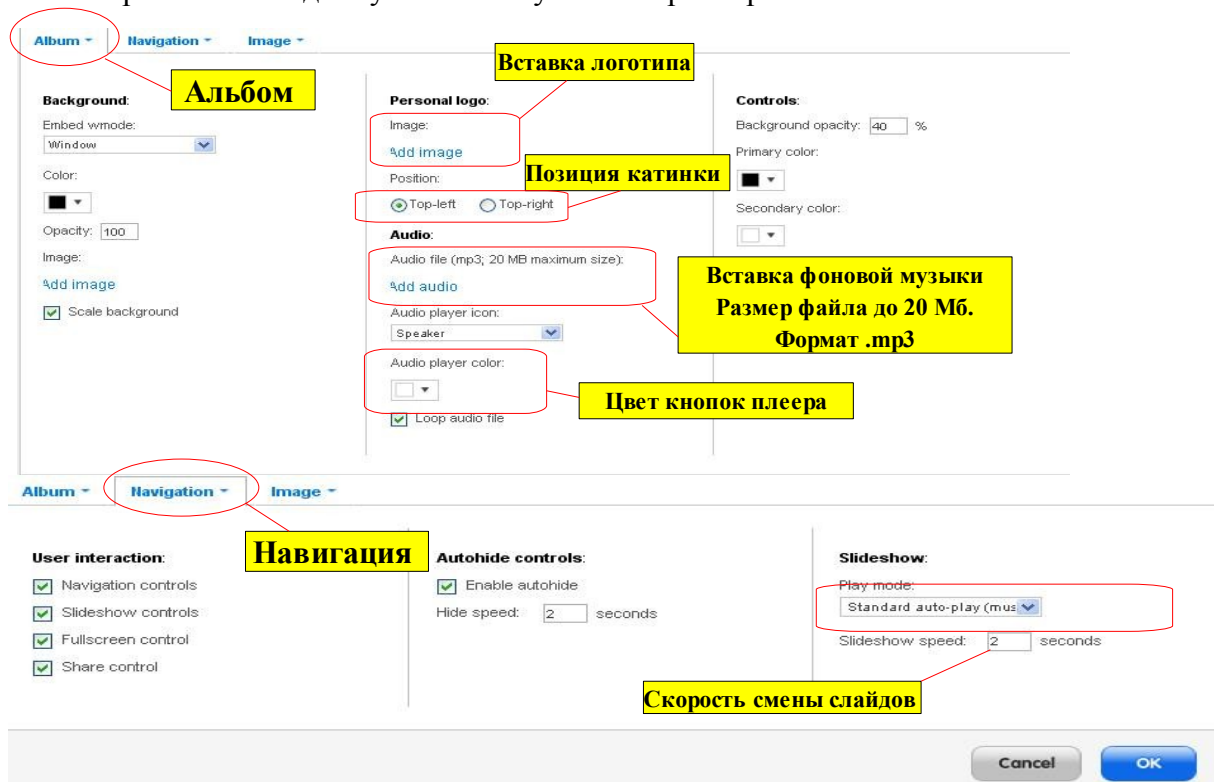 Album Navigation Image
Вставка логотипа
Альбом
Background:
Embed wmode:
Window
Color:
Opacity: 100
Image:
Add image
Scale background
Personal logo:
Image:
Add image
Позиция катинки
Position:
Top-left Top-right
Audio:
Audio file (mp3; 20 MB maximum size):
Add audio
Audio player icon:
Speaker
Audio player color:
Loop audio file
Controls:
Background opacity: 40 %
Primary color:
Secondary color:
Вставка фоновой музыки
Размер файла до 20 Мб.
Формат .mp3
Цвет кнопок плеера
Album Navigation Image
Навигация
User interaction:
Navigation controls
Slideshow controls
Fullscreen control
Share control
Autohide controls:
Enable autohide
Hide speed: 2 seconds
Slideshow:
Play mode:
Standard auto-play (mus
Slideshow speed: 2 seconds
Скорость смены слайдов
Cancel OK